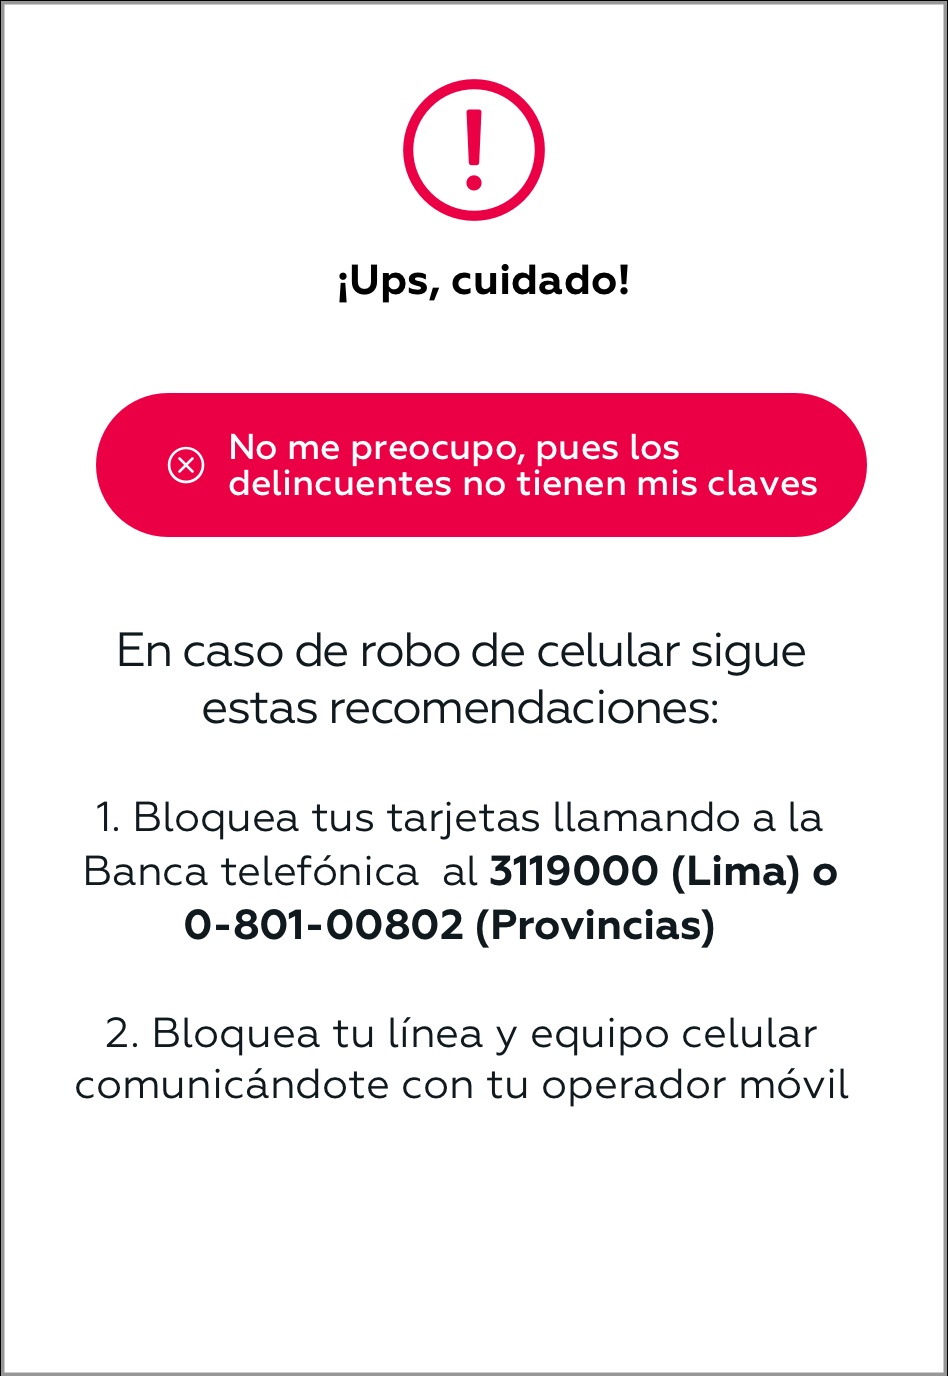 ¡Ups, cuidado!
No me preocupo, pues los
delincuentes no tienen mis claves
En caso de robo de celular sigue
estas recomendaciones:
1. Bloquea tus tarjetas llamando a la
Banca telefónica al 3119000 (Lima) o
0-801-00802 (Provincias)
2. Bloquea tu línea y equipo celular
comunicándote con tu operador móvil